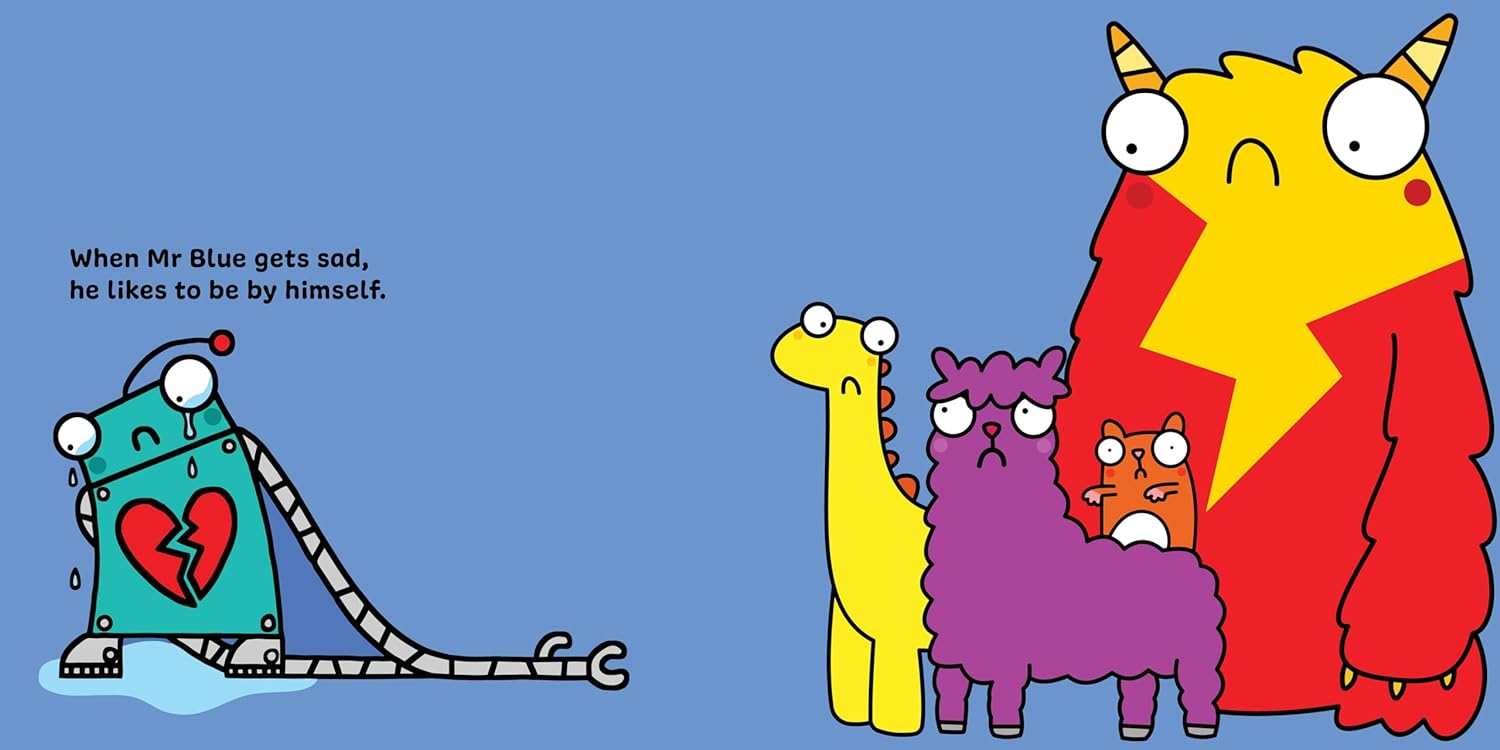 When Mr Blue gets sad,
he likes to be by himself.